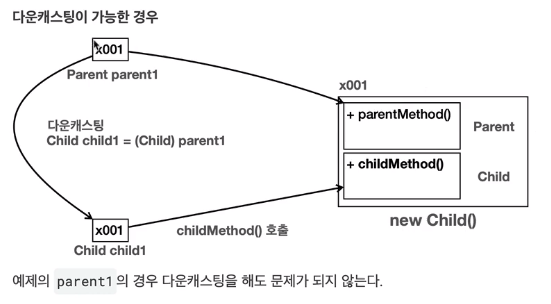 다운캐스팅이 가능한 경우
x001
Parent parent1
x001
+ parentMethod()
Parent
다운캐스팅
Child child1 = (Child) parent1
+ childMethod()
Child
x001
childMethod() 호출
new Child()
Child child1
예제의 parent1 의 경우 다운캐스팅을 해도 문제가 되지 않는다.